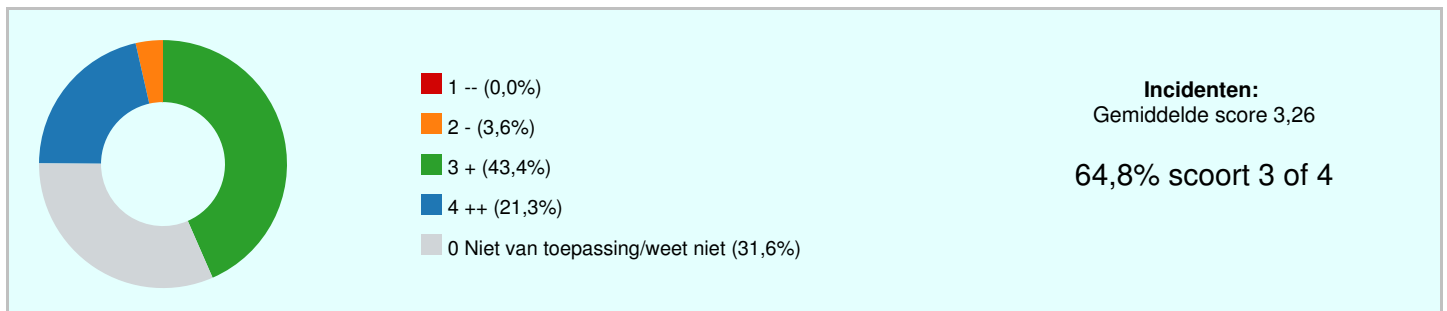 1 -- (0,0%)
2 - (3,6%)
3 + (43,4%)
4 ++ (21,3%)
0 Niet van toepassing/weet niet (31,6%)
Incidenten:
Gemiddelde score 3,26
64,8% scoort 3 of 4